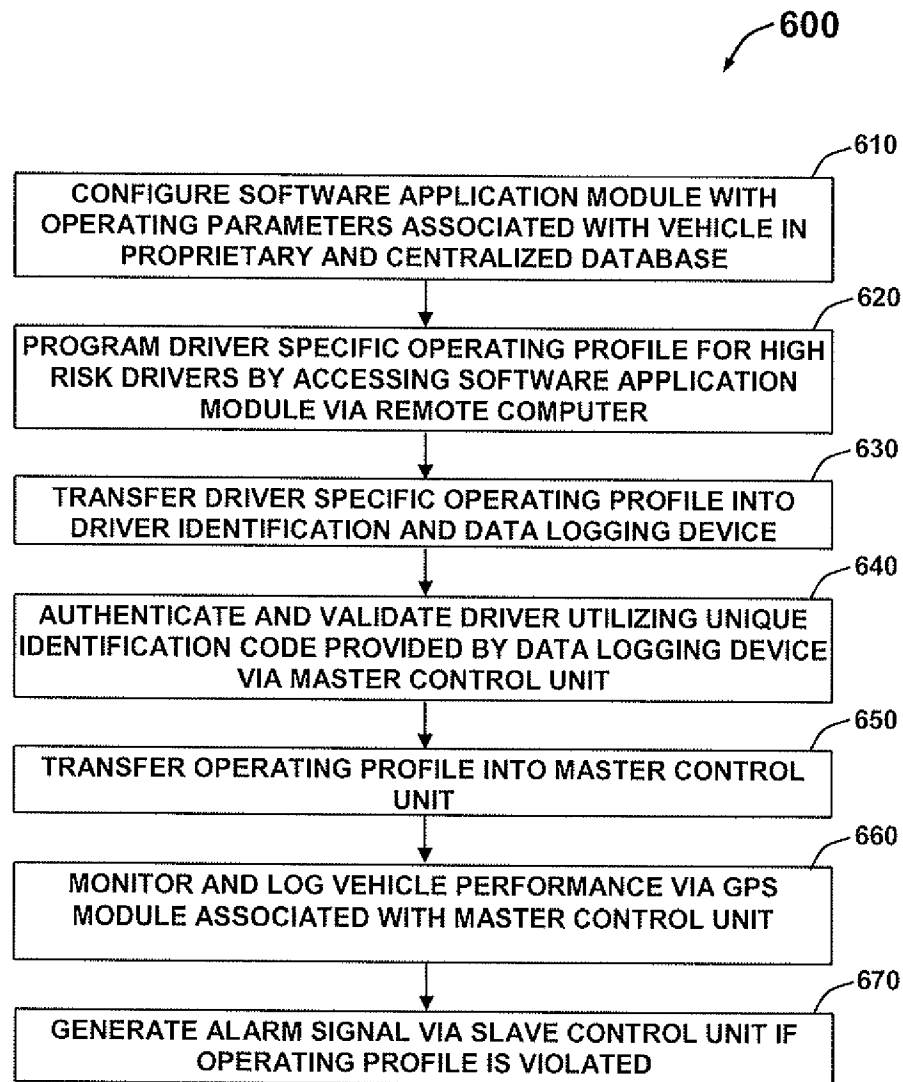 600
610
CONFIGURE SOFTWARE APPLICATION MODULE WITH
OPERATING PARAMETERS ASSOCIATED WITH VEHICLE IN
PROPRIETARY AND CENTRALIZED DATABASE
620
PROGRAM DRIVER SPECIFIC OPERATING PROFILE FOR HIGH
RISK DRIVERS BY ACCESSING SOFTWARE APPLICATION
MODULE VIA REMOTE COMPUTER
630
TRANSFER DRIVER SPECIFIC OPERATING PROFILE INTO
DRIVER IDENTIFICATION AND DATA LOGGING DEVICE
640
AUTHENTICATE AND VALIDATE DRIVER UTILIZING UNIQUE
IDENTIFICATION CODE PROVIDED BY DATA LOGGING DEVICE
VIA MASTER CONTROL UNIT
650
TRANSFER OPERATING PROFILE INTO MASTER CONTROL
UNIT
660
MONITOR AND LOG VEHICLE PERFORMANCE VIA GPS
MODULE ASSOCIATED WITH MASTER CONTROL UNIT
670
GENERATE ALARM SIGNAL VIA SLAVE CONTROL UNIT IF
OPERATING PROFILE IS VIOLATED